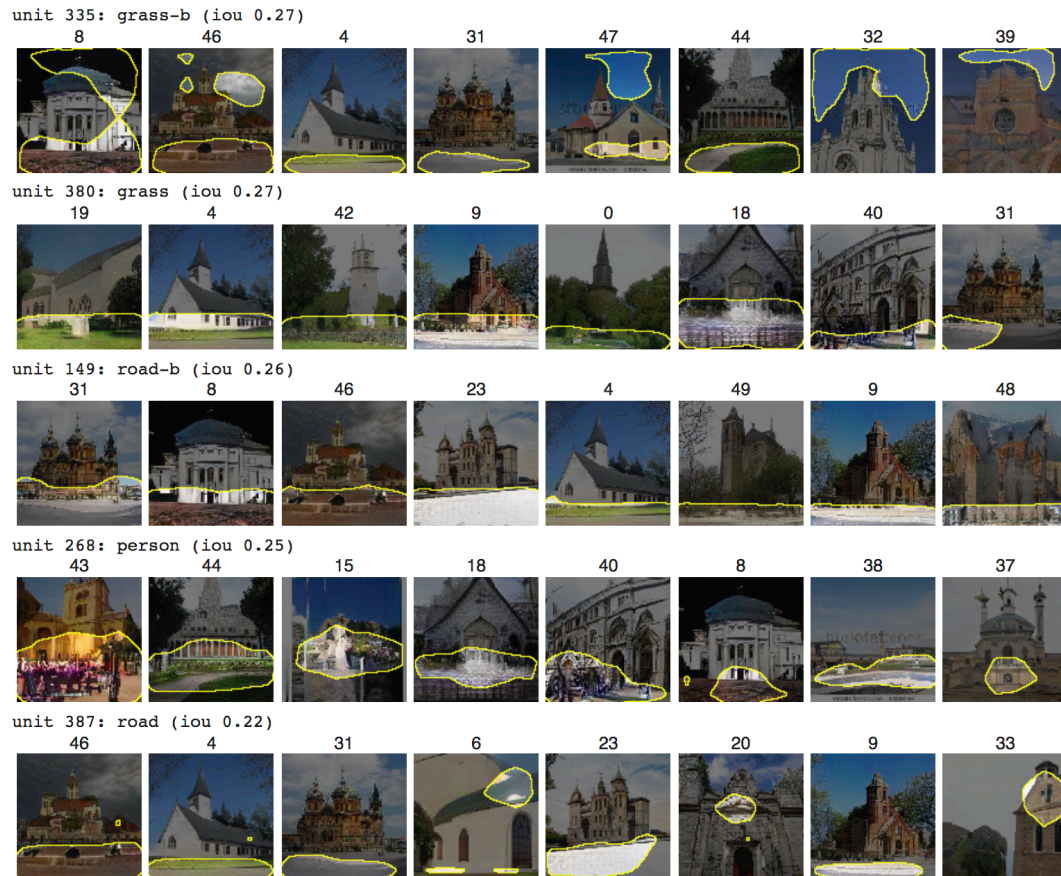 unit 335: grass-b (iou 0.27)
8 46 4 31 47 44 32 39
unit 380: grass (iou 0.27)
19 4 42 9 0 18 40 31
unit 149: road-b (iou 0.26)
31 8 46 23 4 49 9 48
unit 268: person (iou 0.25)
43 44 15 18 40 8 38 37
unit 387: road (iou 0.22)
46 4 31 6 23 20 9 33